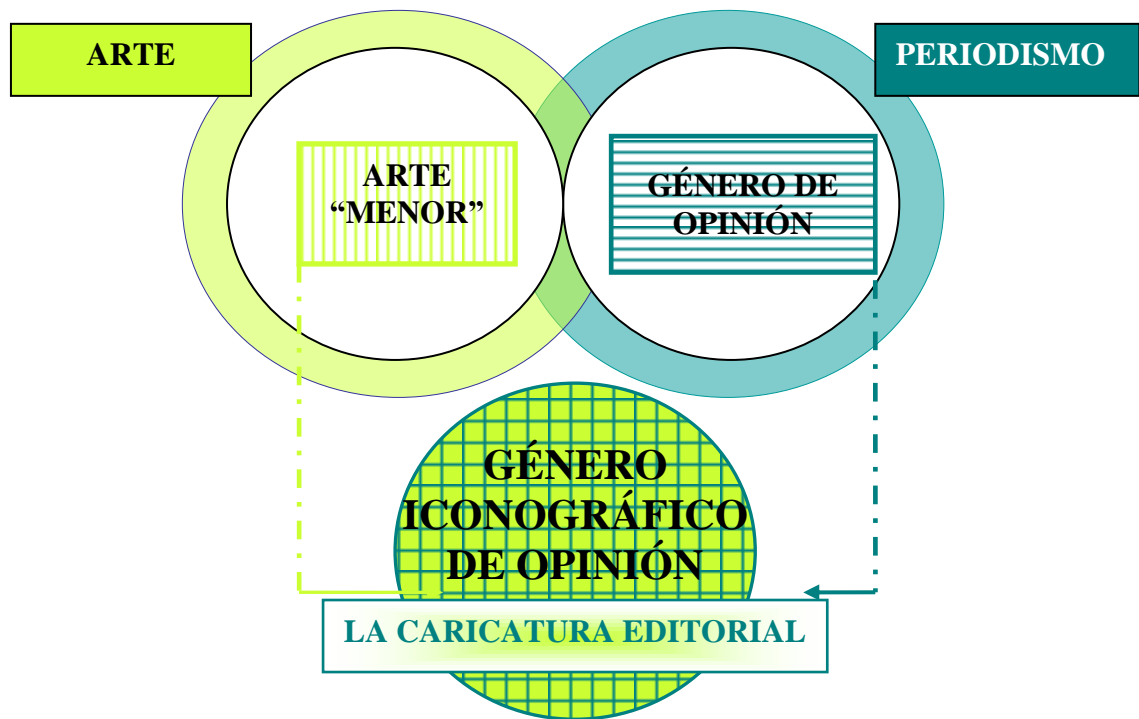 ARTE
PERIODISMO
ARTE
“MENOR”
GÉNERO DE
OPINIÓN
GÉNERO
ICONOGRÁFICO
DE OPINIÓN
LA CARICATURA EDITORIAL